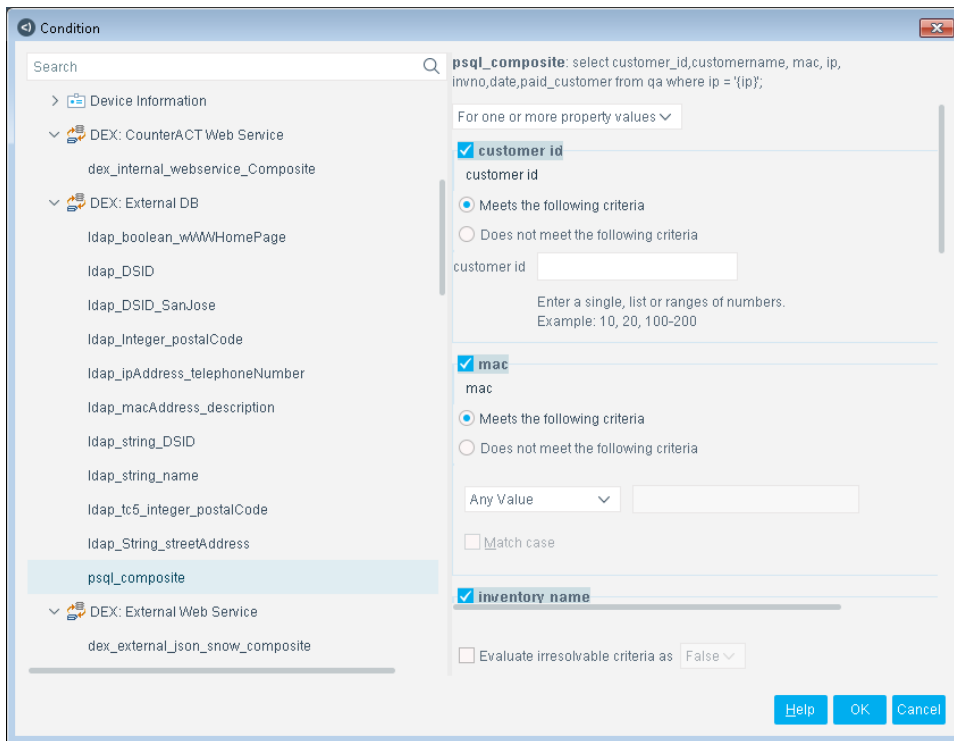 Condition
Search
Device Information
DEX: CounterACT Web Service
dex_internal_webservice_Composite
DEX: External DB
ldap_boolean_wWWHomePage
ldap_DSID
ldap_DSID_SanJose
ldap_Integer_postalCode
ldap_ipAddress_telephoneNumber
ldap_macAddress_description
ldap_string_DSID
ldap_string_name
ldap_tc5_integer_postalCode
ldap_String_streetAddress
psql_composite
DEX: External Web Service
dex_external_json_snow_composite
psql_composite: select customer_id,customername, mac, ip,
invno,date,paid_customer from qa where ip = '{ip}';
For one or more property values
customer id
customer id
Meets the following criteria
Does not meet the following criteria
customer id
Enter a single, list or ranges of numbers.
Example: 10, 20, 100-200
mac
mac
Meets the following criteria
Does not meet the following criteria
Any Value
Match case
inventory name
Evaluate irresolvable criteria as False
Help OK Cancel